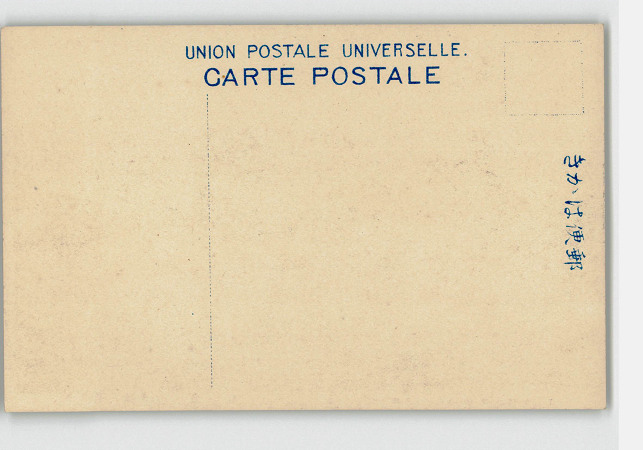 UNION POSTALE UNIVERSELLE.
CARTE POSTALE
郵便はかき